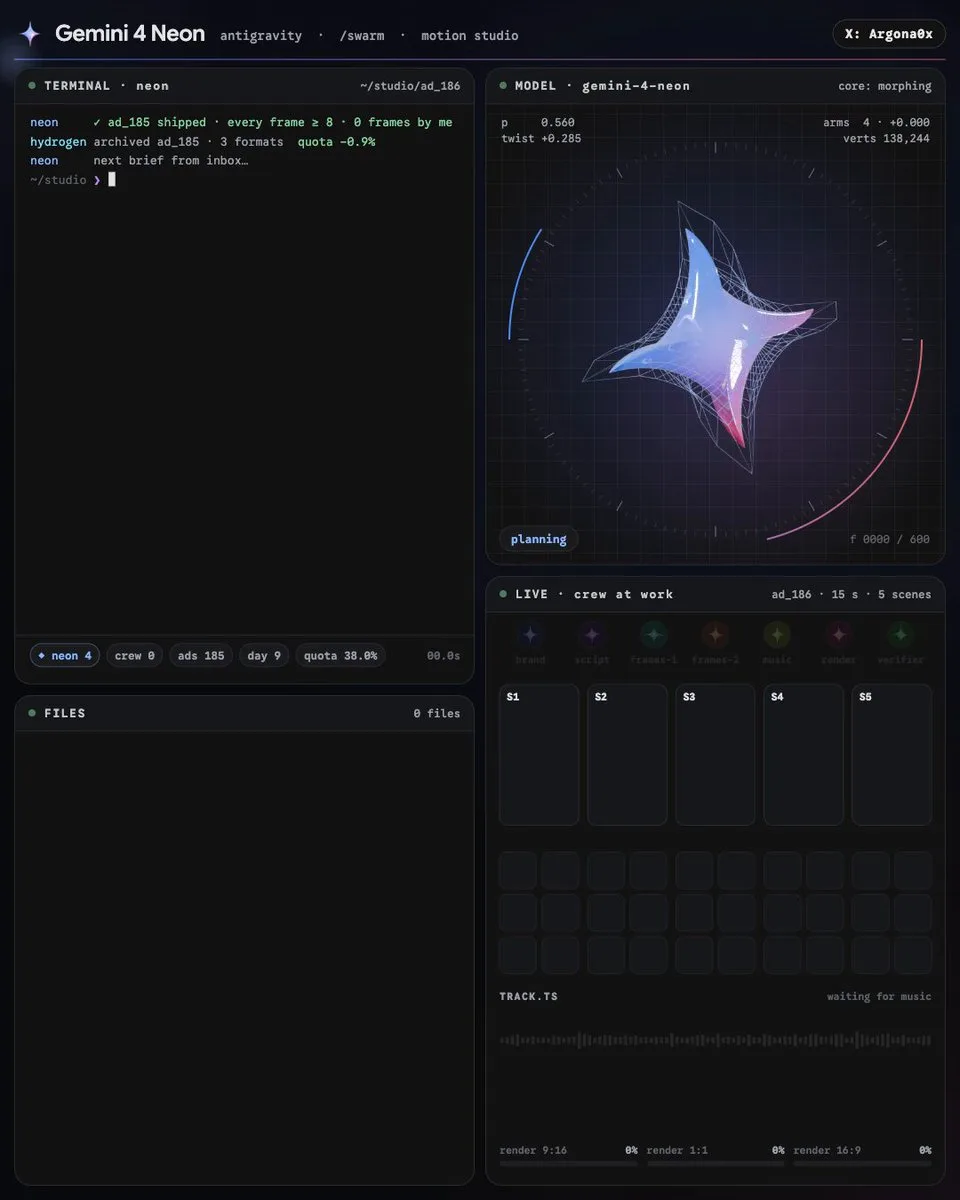 Gemini 4 Neon antigravity · /swarm · motion studio X: Argona0x
TERMINAL · neon ~/studio/ad_186
neon ✓ ad_185 shipped · every frame ≥ 8 · 0 frames by me
hydrogen archived ad_185 · 3 formats quota −0.9%
neon next brief from inbox…
~/studio ❯
◆ neon 4 crew 0 ads 185 day 9 quota 38.0% 00.0s
FILES 0 files
MODEL · gemini-4-neon core: morphing
p 0.560 arms 4 · +0.000
twist +0.285 verts 138,244
planning f 0000 / 600
LIVE · crew at work ad_186 · 15 s · 5 scenes
brand script frames-1 frames-2 music render verifier
S1 S2 S3 S4 S5
TRACK.TS waiting for music
render 9:16 0% render 1:1 0% render 16:9 0%